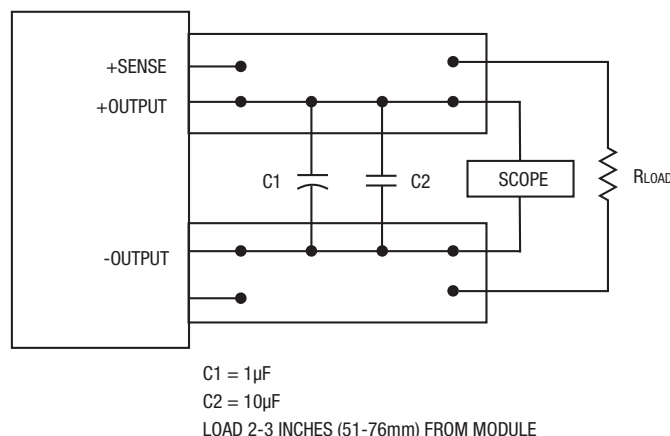 +SENSE
+OUTPUT
C1
C2
SCOPE
RLOAD
-OUTPUT
C1 = 1µF
C2 = 10µF
LOAD 2-3 INCHES (51-76mm) FROM MODULE